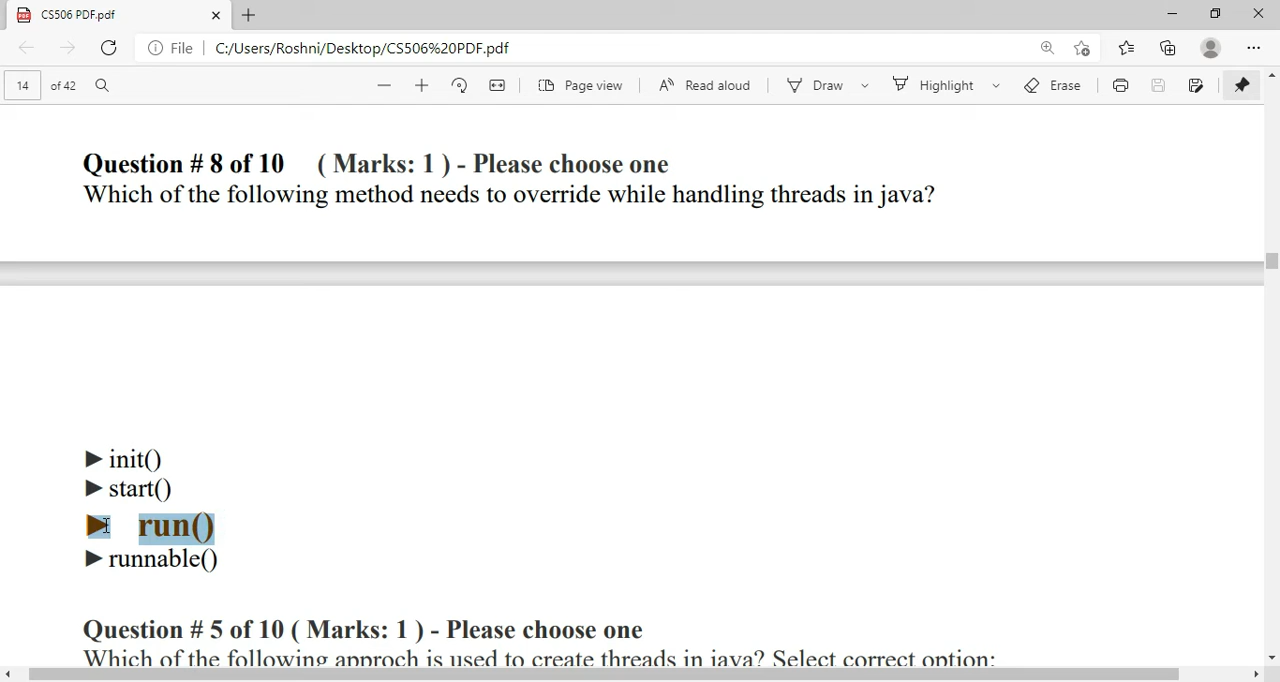 CS506 PDF.pdf
File C:/Users/Roshni/Desktop/CS506%20PDF.pdf
14 of 42 Page view Read aloud Draw Highlight Erase
Question # 8 of 10 ( Marks: 1 ) - Please choose one
Which of the following method needs to override while handling threads in java?
► init()
► start()
► run()
► runnable()
Question # 5 of 10 ( Marks: 1 ) - Please choose one
Which of the following approch is used to create threads in java? Select correct option: